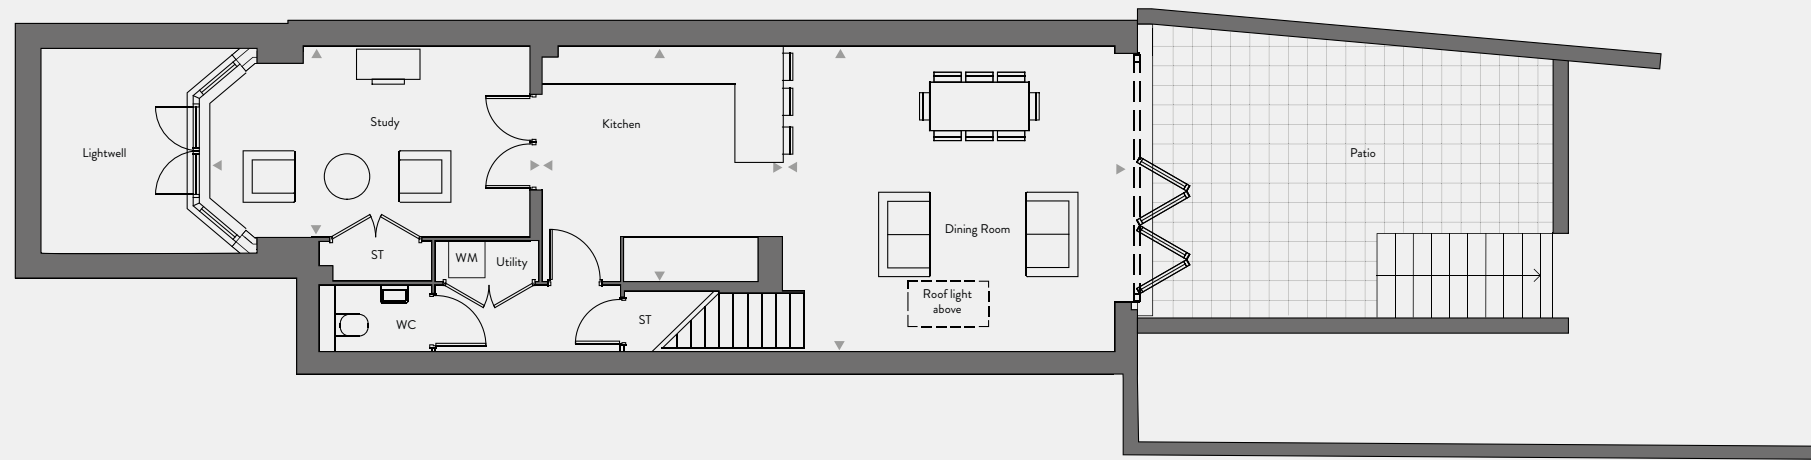 Lightwell
Study
Kitchen
Patio
Dining Room
ST
WM
Utility
Roof light
above
WC
ST